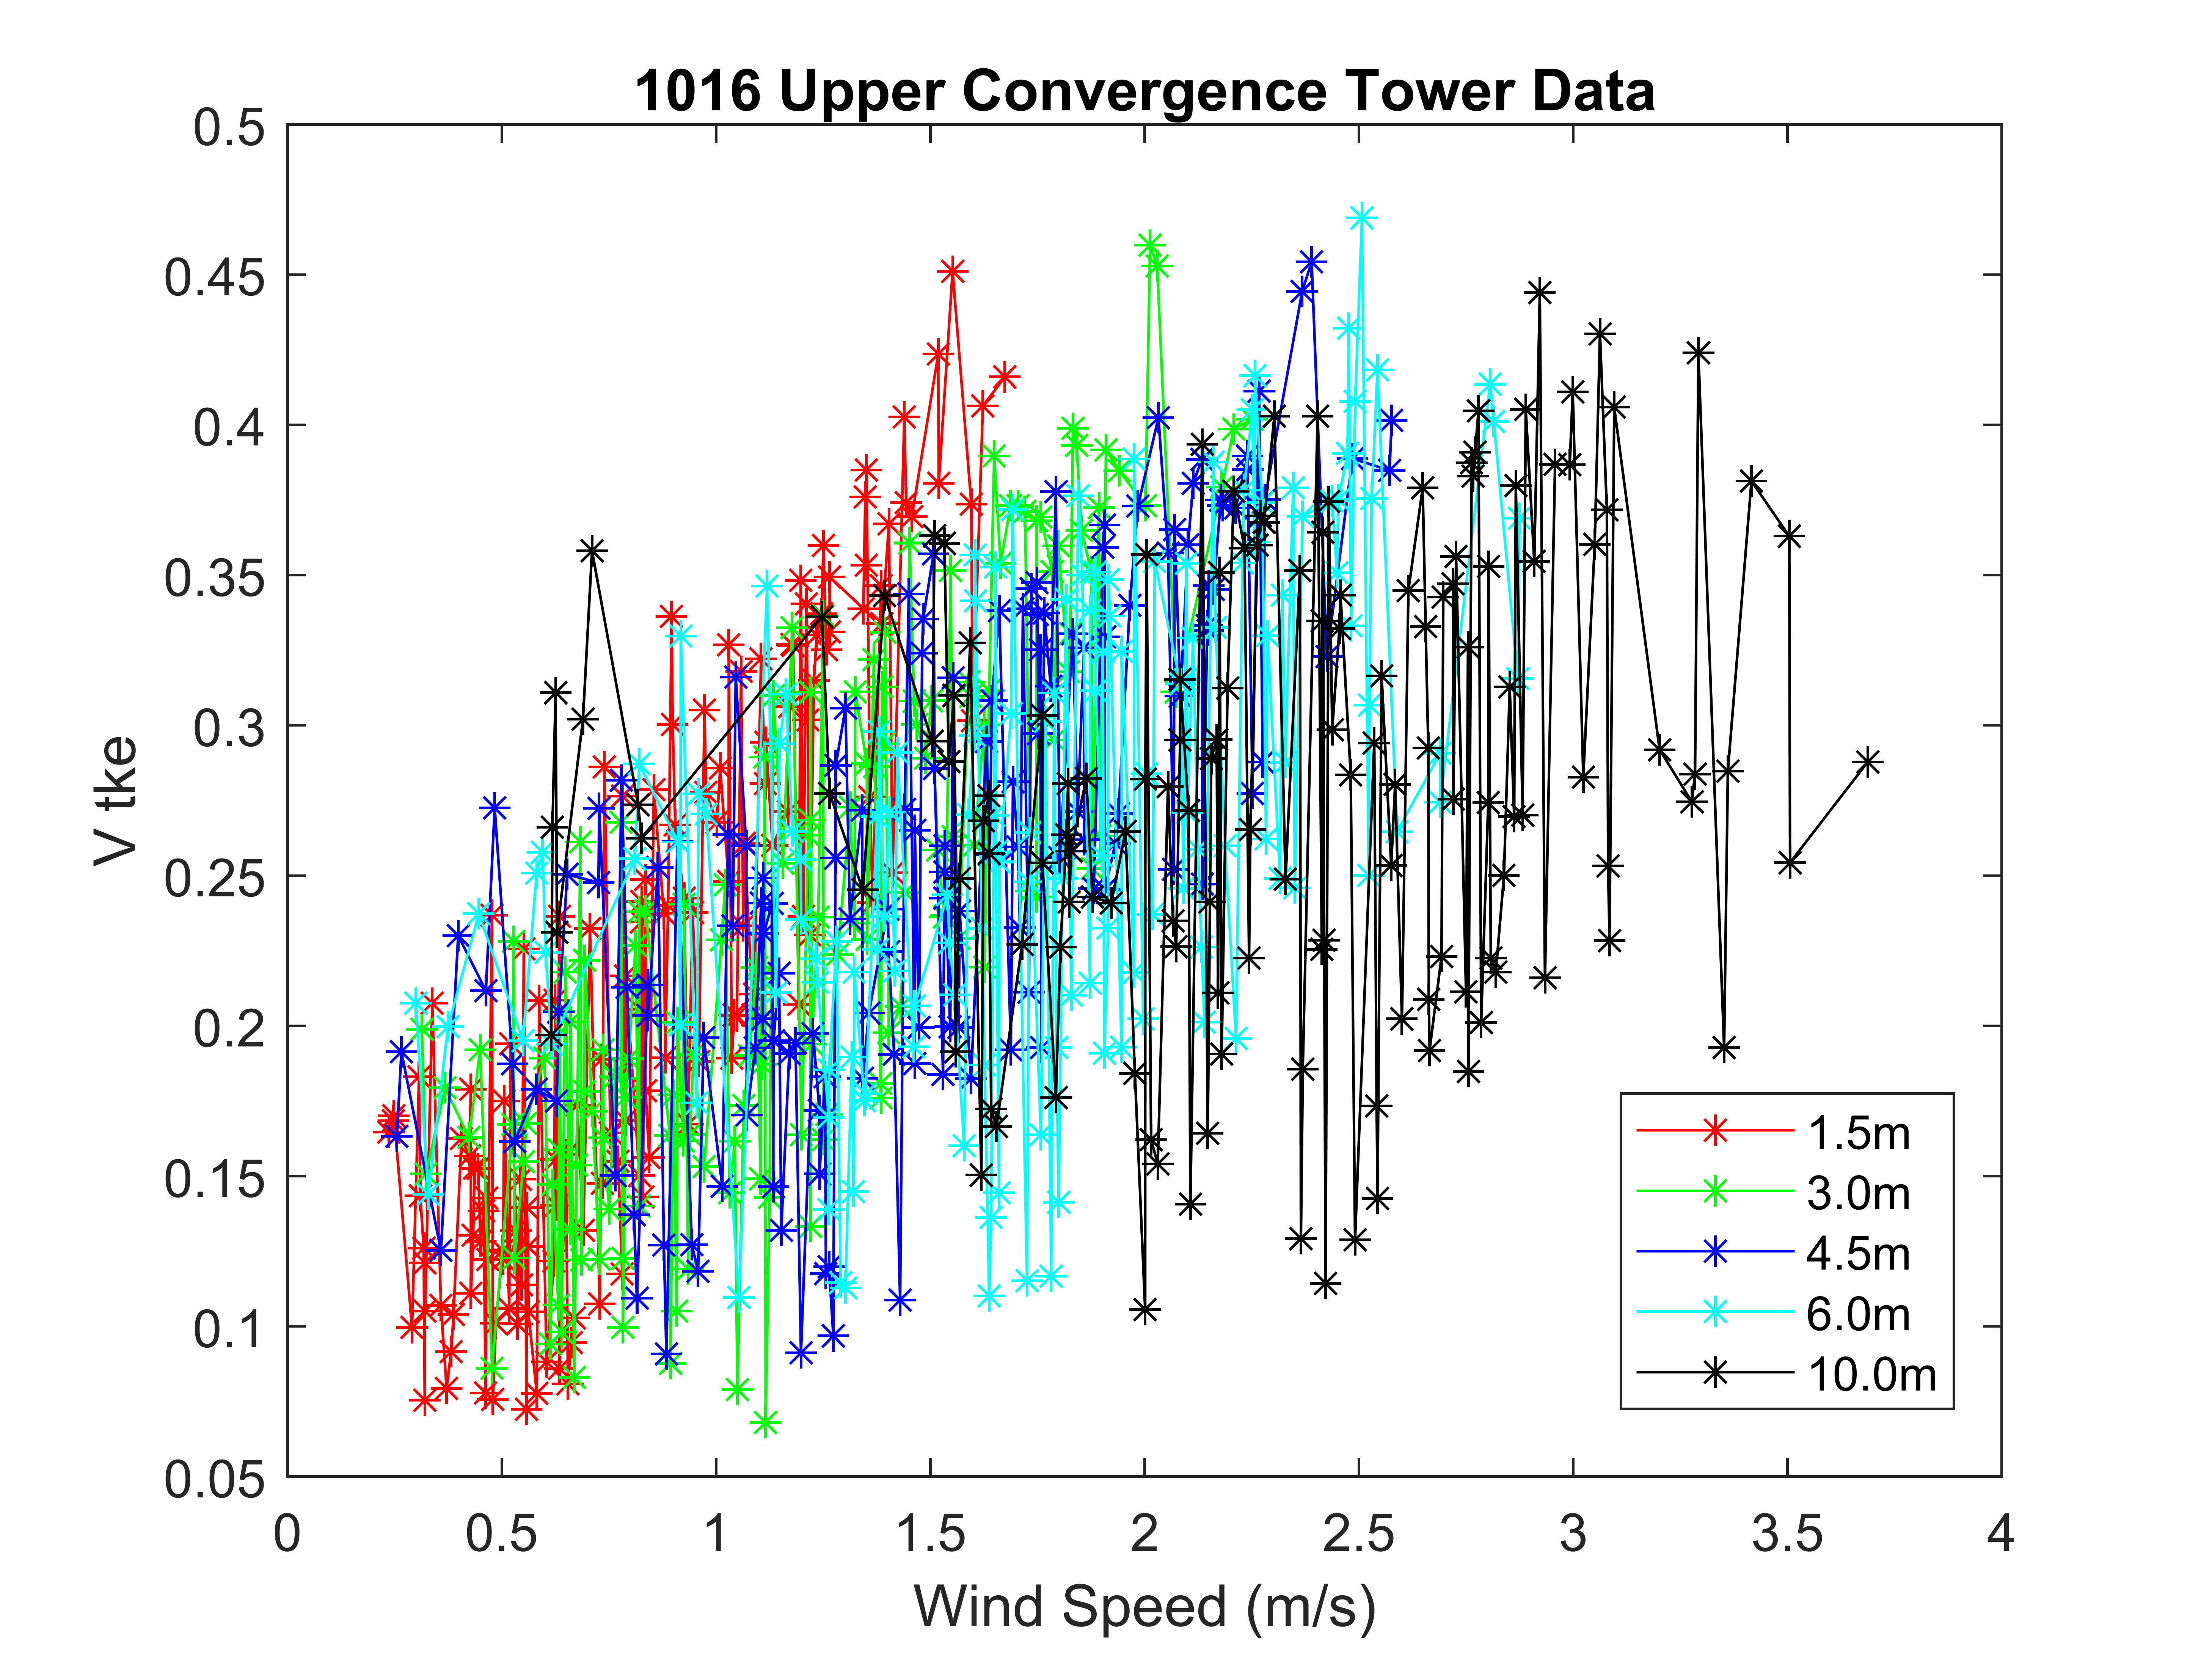 1016 Upper Convergence Tower Data
0.5
0.45
0.4
0.35
0.3
0.25
0.2
0.15
0.1
0.05
V tke
1.5m
3.0m
4.5m
6.0m
10.0m
0 0.5 1 1.5 2 2.5 3 3.5 4
Wind Speed (m/s)